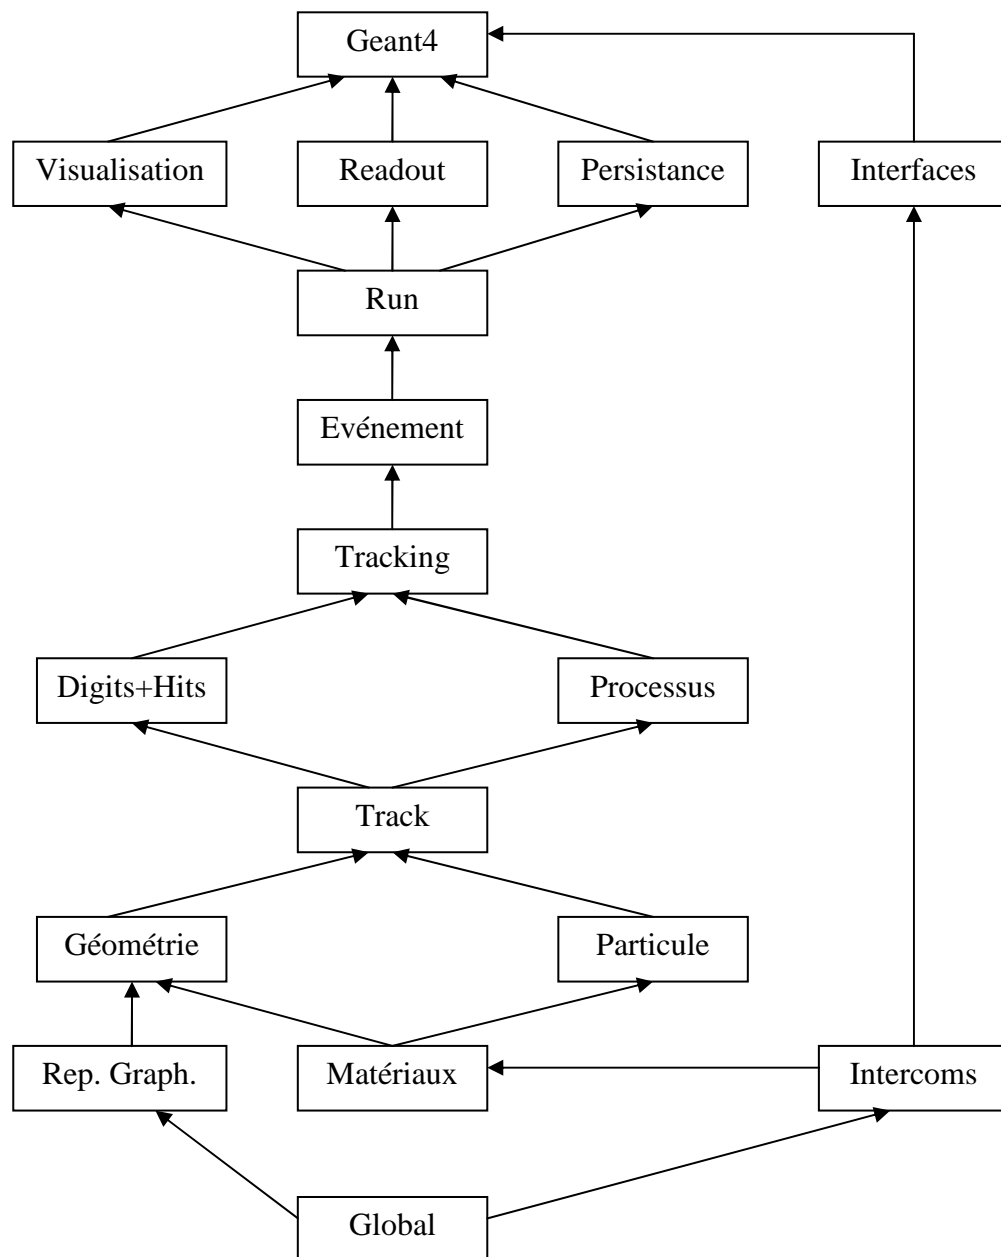 Geant4
Visualisation
Readout
Persistance
Interfaces
Run
Evénement
Tracking
Digits+Hits
Processus
Track
Géométrie
Particule
Rep. Graph.
Matériaux
Intercoms
Global